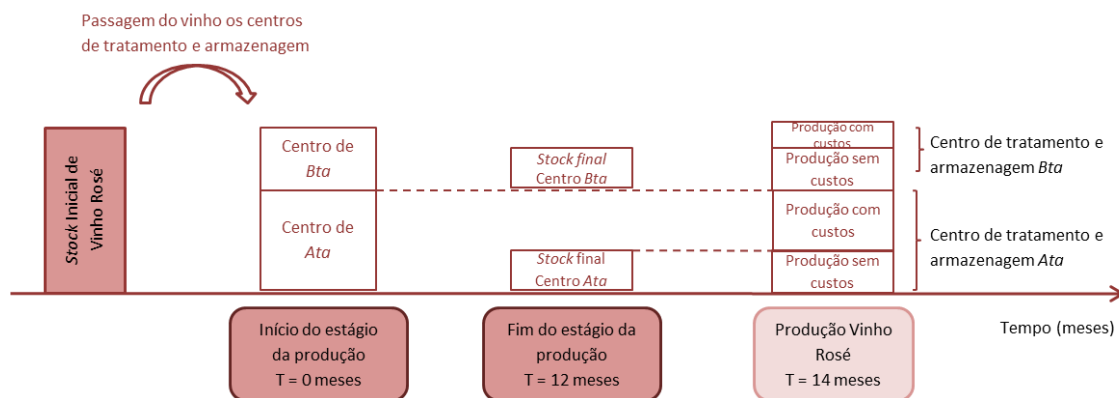 Passagem do vinho os centros
de tratamento e armazenagem
Stock Inicial de
Vinho Rosé
Centro de
Bta
Centro de
Ata
Stock final
Centro Bta
Stock final
Centro Ata
Produção com
custos
Produção sem
custos
Produção com
custos
Produção sem
custos
Centro de tratamento e
armazenagem Bta
Centro de tratamento e
armazenagem Ata
Início do estágio
da produção
T = 0 meses
Fim do estágio da
produção
T = 12 meses
Produção Vinho
Rosé
T = 14 meses
Tempo (meses)